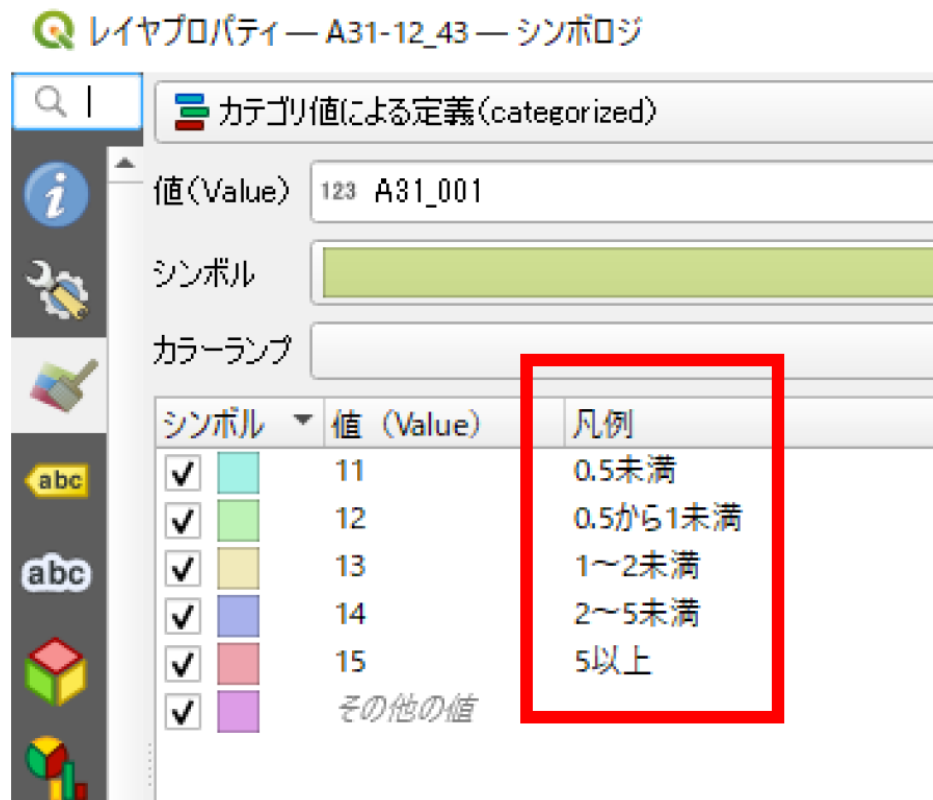 レイヤプロパティ — A31-12_43 — シンボロジ
カテゴリ値による定義(categorized)
値(Value) 123 A31_001
シンボル
カラーランプ
シンボル 値 (Value) 凡例
11 0.5未満
12 0.5から1未満
13 1～2未満
14 2～5未満
15 5以上
その他の値
abc
abc